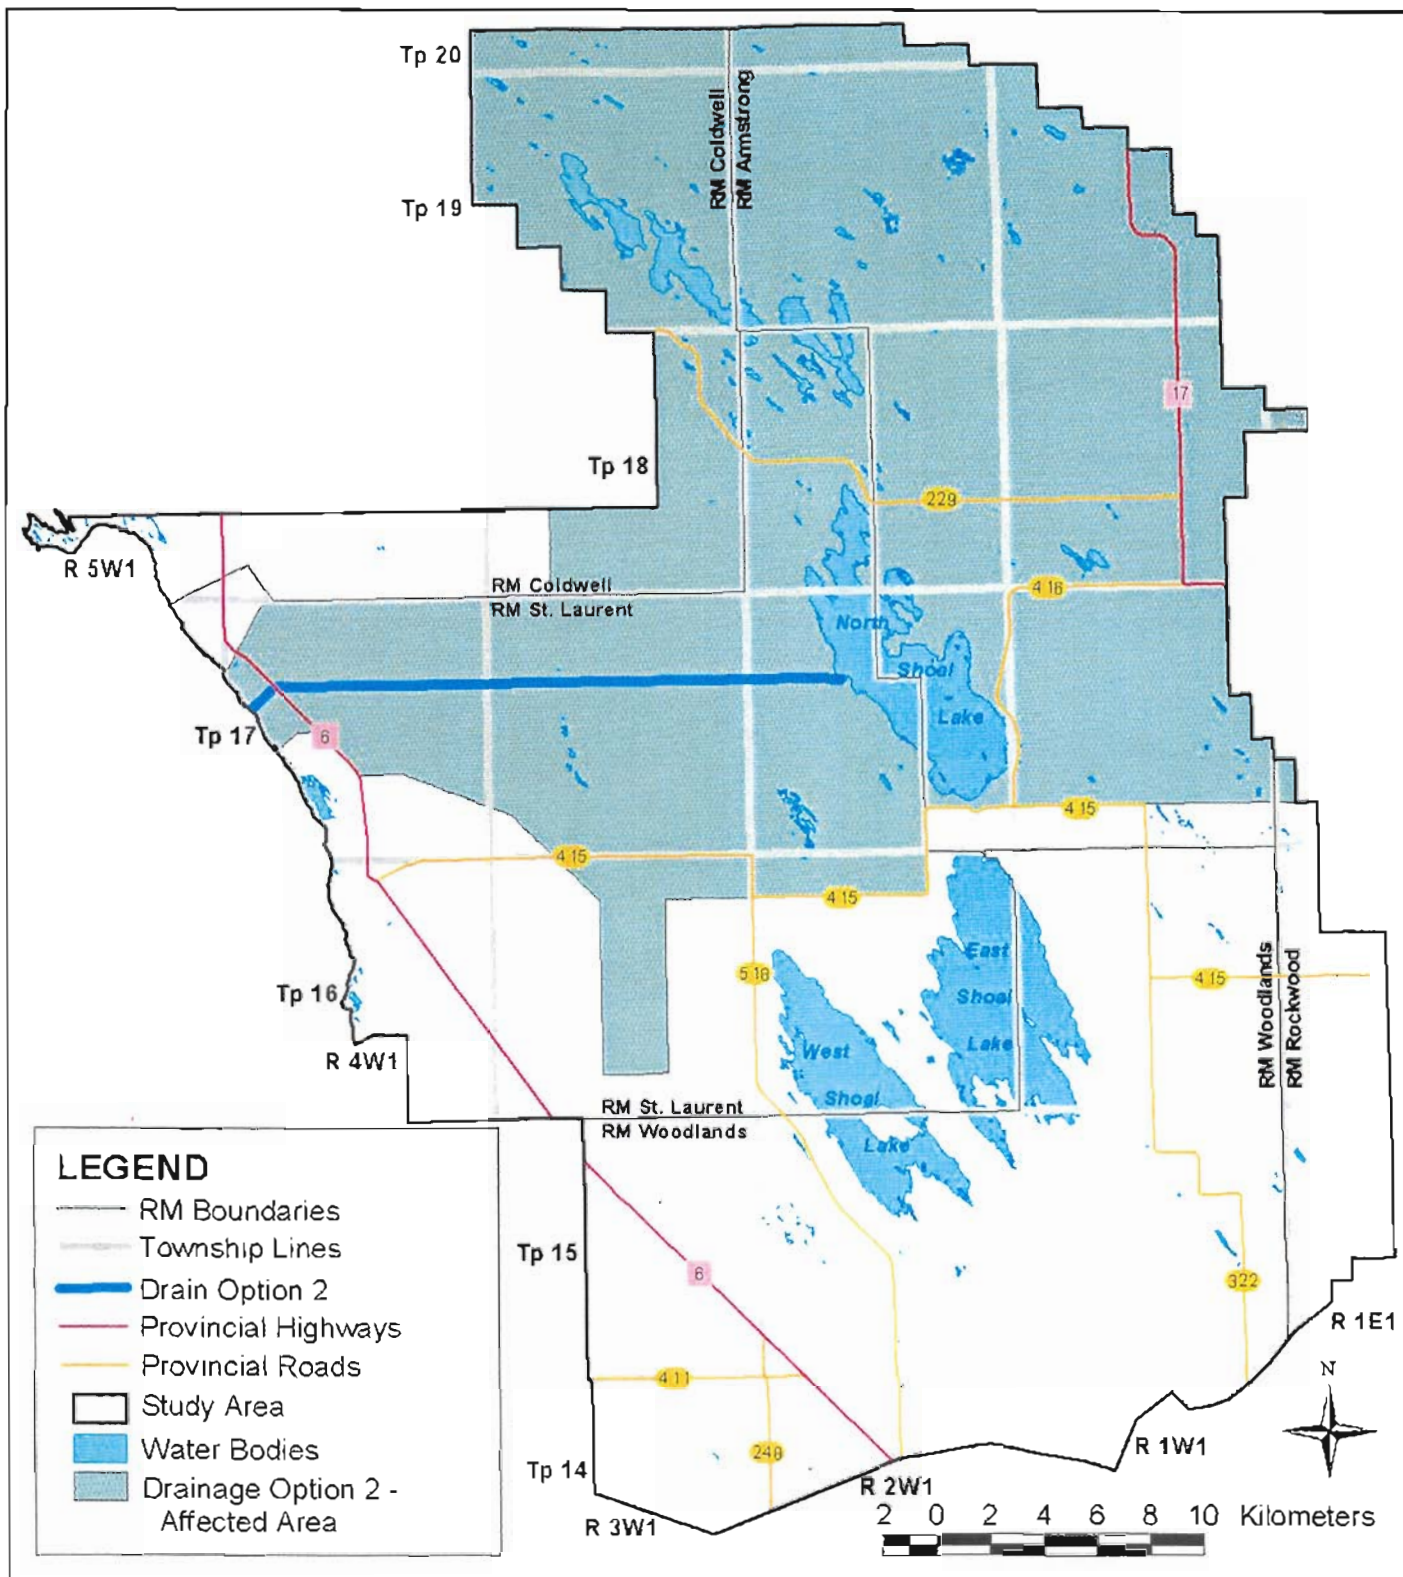 Tp 20
RM Coldwell
RM Armstrong
Tp 19
17
Tp 18
229
R 5W1
RM Coldwell
RM St. Laurent
4 16
North
Shoal
Lake
Tp 17
6
4 15
4 15
4 15
East
Shoal
Lake
5 18
4 15
RM Woodlands
RM Rockwood
Tp 16
R 4W1
West
Shoal
Lake
RM St. Laurent
RM Woodlands
LEGEND
RM Boundaries
Township Lines
Drain Option 2
Provincial Highways
Provincial Roads
Study Area
Water Bodies
Drainage Option 2 -
Affected Area
Tp 15
6
322
R 1E1
4 11
N
248
R 1W1
Tp 14
R 2W1
R 3W1
2 0 2 4 6 8 10 Kilometers